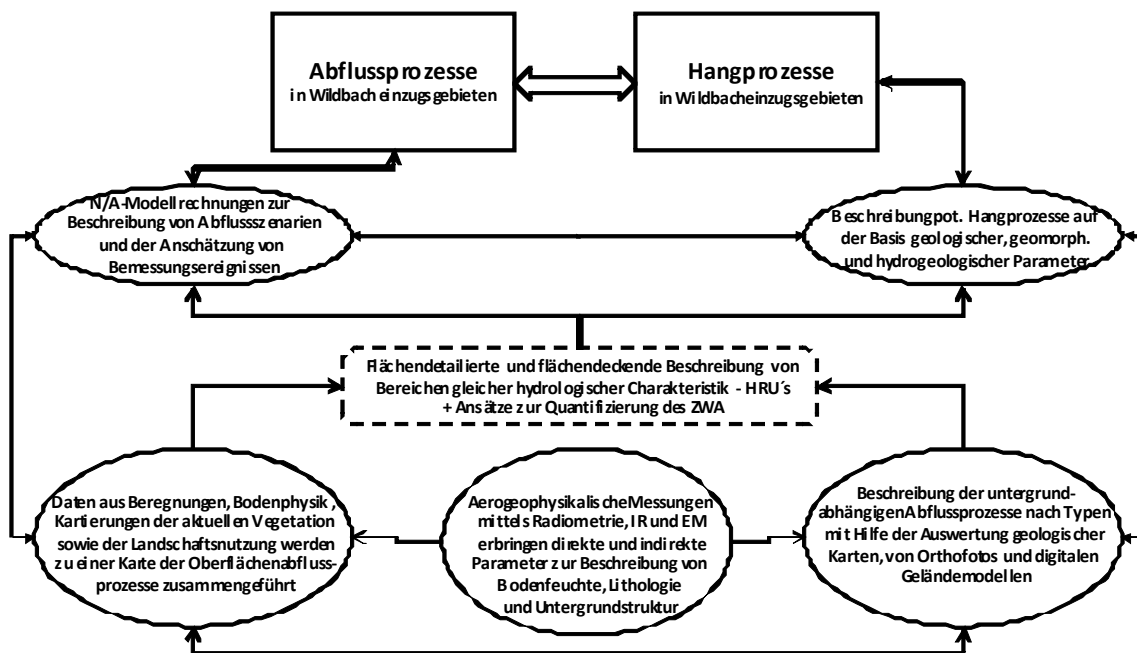 Abflussprozesse
in Wildbacheinzugsgebieten
Hangprozesse
in Wildbacheinzugsgebieten
N/A-Modellrechnungen zur
Beschreibung von Abflussszenarien
und der Anschätzung von
Bemessungsereignissen
Beschreibung pot. Hangprozesse auf
der Basis geologischer, geomorph.
und hydrogeologischer Parameter
Flächendetailierte und flächendeckende Beschreibung von
Bereichen gleicher hydrologischer Charakteristik - HRU´s
+ Ansätze zur Quantifizierung des ZWA
Daten aus Beregnungen, Bodenphysik,
Kartierungen der aktuellen Vegetation
sowie der Landschaftsnutzung werden
zu einer Karte der Oberflächenabfluss-
prozesse zusammengeführt
Aerogeophysikalische Messungen
mittels Radiometrie, IR und EM
erbringen direkte und indirekte
Parameter zur Beschreibung von
Bodenfeuchte, Lithologie
und Untergrundstruktur
Beschreibung der untergrund-
abhängigen Abflussprozesse nach Typen
mit Hilfe der Auswertung geologischer
Karten, von Orthofotos und digitalen
Geländemodellen